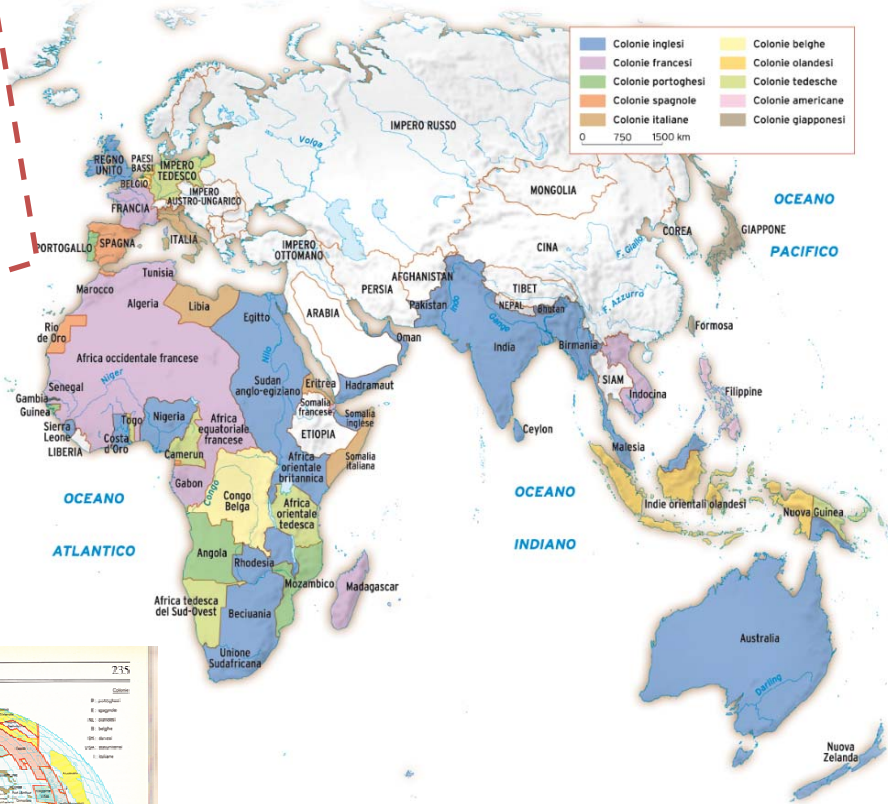 Colonie inglesi
Colonie francesi
Colonie portoghesi
Colonie spagnole
Colonie italiane
Colonie belghe
Colonie olandesi
Colonie tedesche
Colonie americane
Colonie giapponesi
0 750 1500 km
IMPERO RUSSO
Volga
REGNO
UNITO
PAESI
BASSI
BELGIO
IMPERO
TEDESCO
IMPERO
AUSTRO-UNGARICO
FRANCIA
PORTOGALLO
SPAGNA
ITALIA
IMPERO
OTTOMANO
MONGOLIA
CINA
COREA
GIAPPONE
OCEANO
PACIFICO
F. Giallo
F. Azzurro
TIBET
NEPAL
Bhutan
AFGHANISTAN
PERSIA
Pakistan
Indo
Gange
ARABIA
Oman
Hadramaut
India
Birmania
Formosa
SIAM
Indocina
Filippine
Ceylon
Malesia
Tunisia
Marocco
Algeria
Libia
Egitto
Nilo
Rio
de Oro
Africa occidentale francese
Niger
Senegal
Gambia
Guinea
Sierra
Leone
LIBERIA
Costa
d'Oro
Togo
Nigeria
Camerun
Africa
equatoriale
francese
Sudan
anglo-egiziano
Eritrea
Somalia
francese
Somalia
inglese
ETIOPIA
Somalia
italiana
Africa
orientale
britannica
Gabon
Congo
Congo
Belga
Africa
orientale
tedesca
Angola
Rhodesia
Mozambico
Madagascar
Africa tedesca
del Sud-Ovest
Beciuania
Unione
Sudafricana
OCEANO
ATLANTICO
OCEANO
INDIANO
Indie orientali olandesi
Nuova Guinea
Australia
Darling
Nuova
Zelanda
235